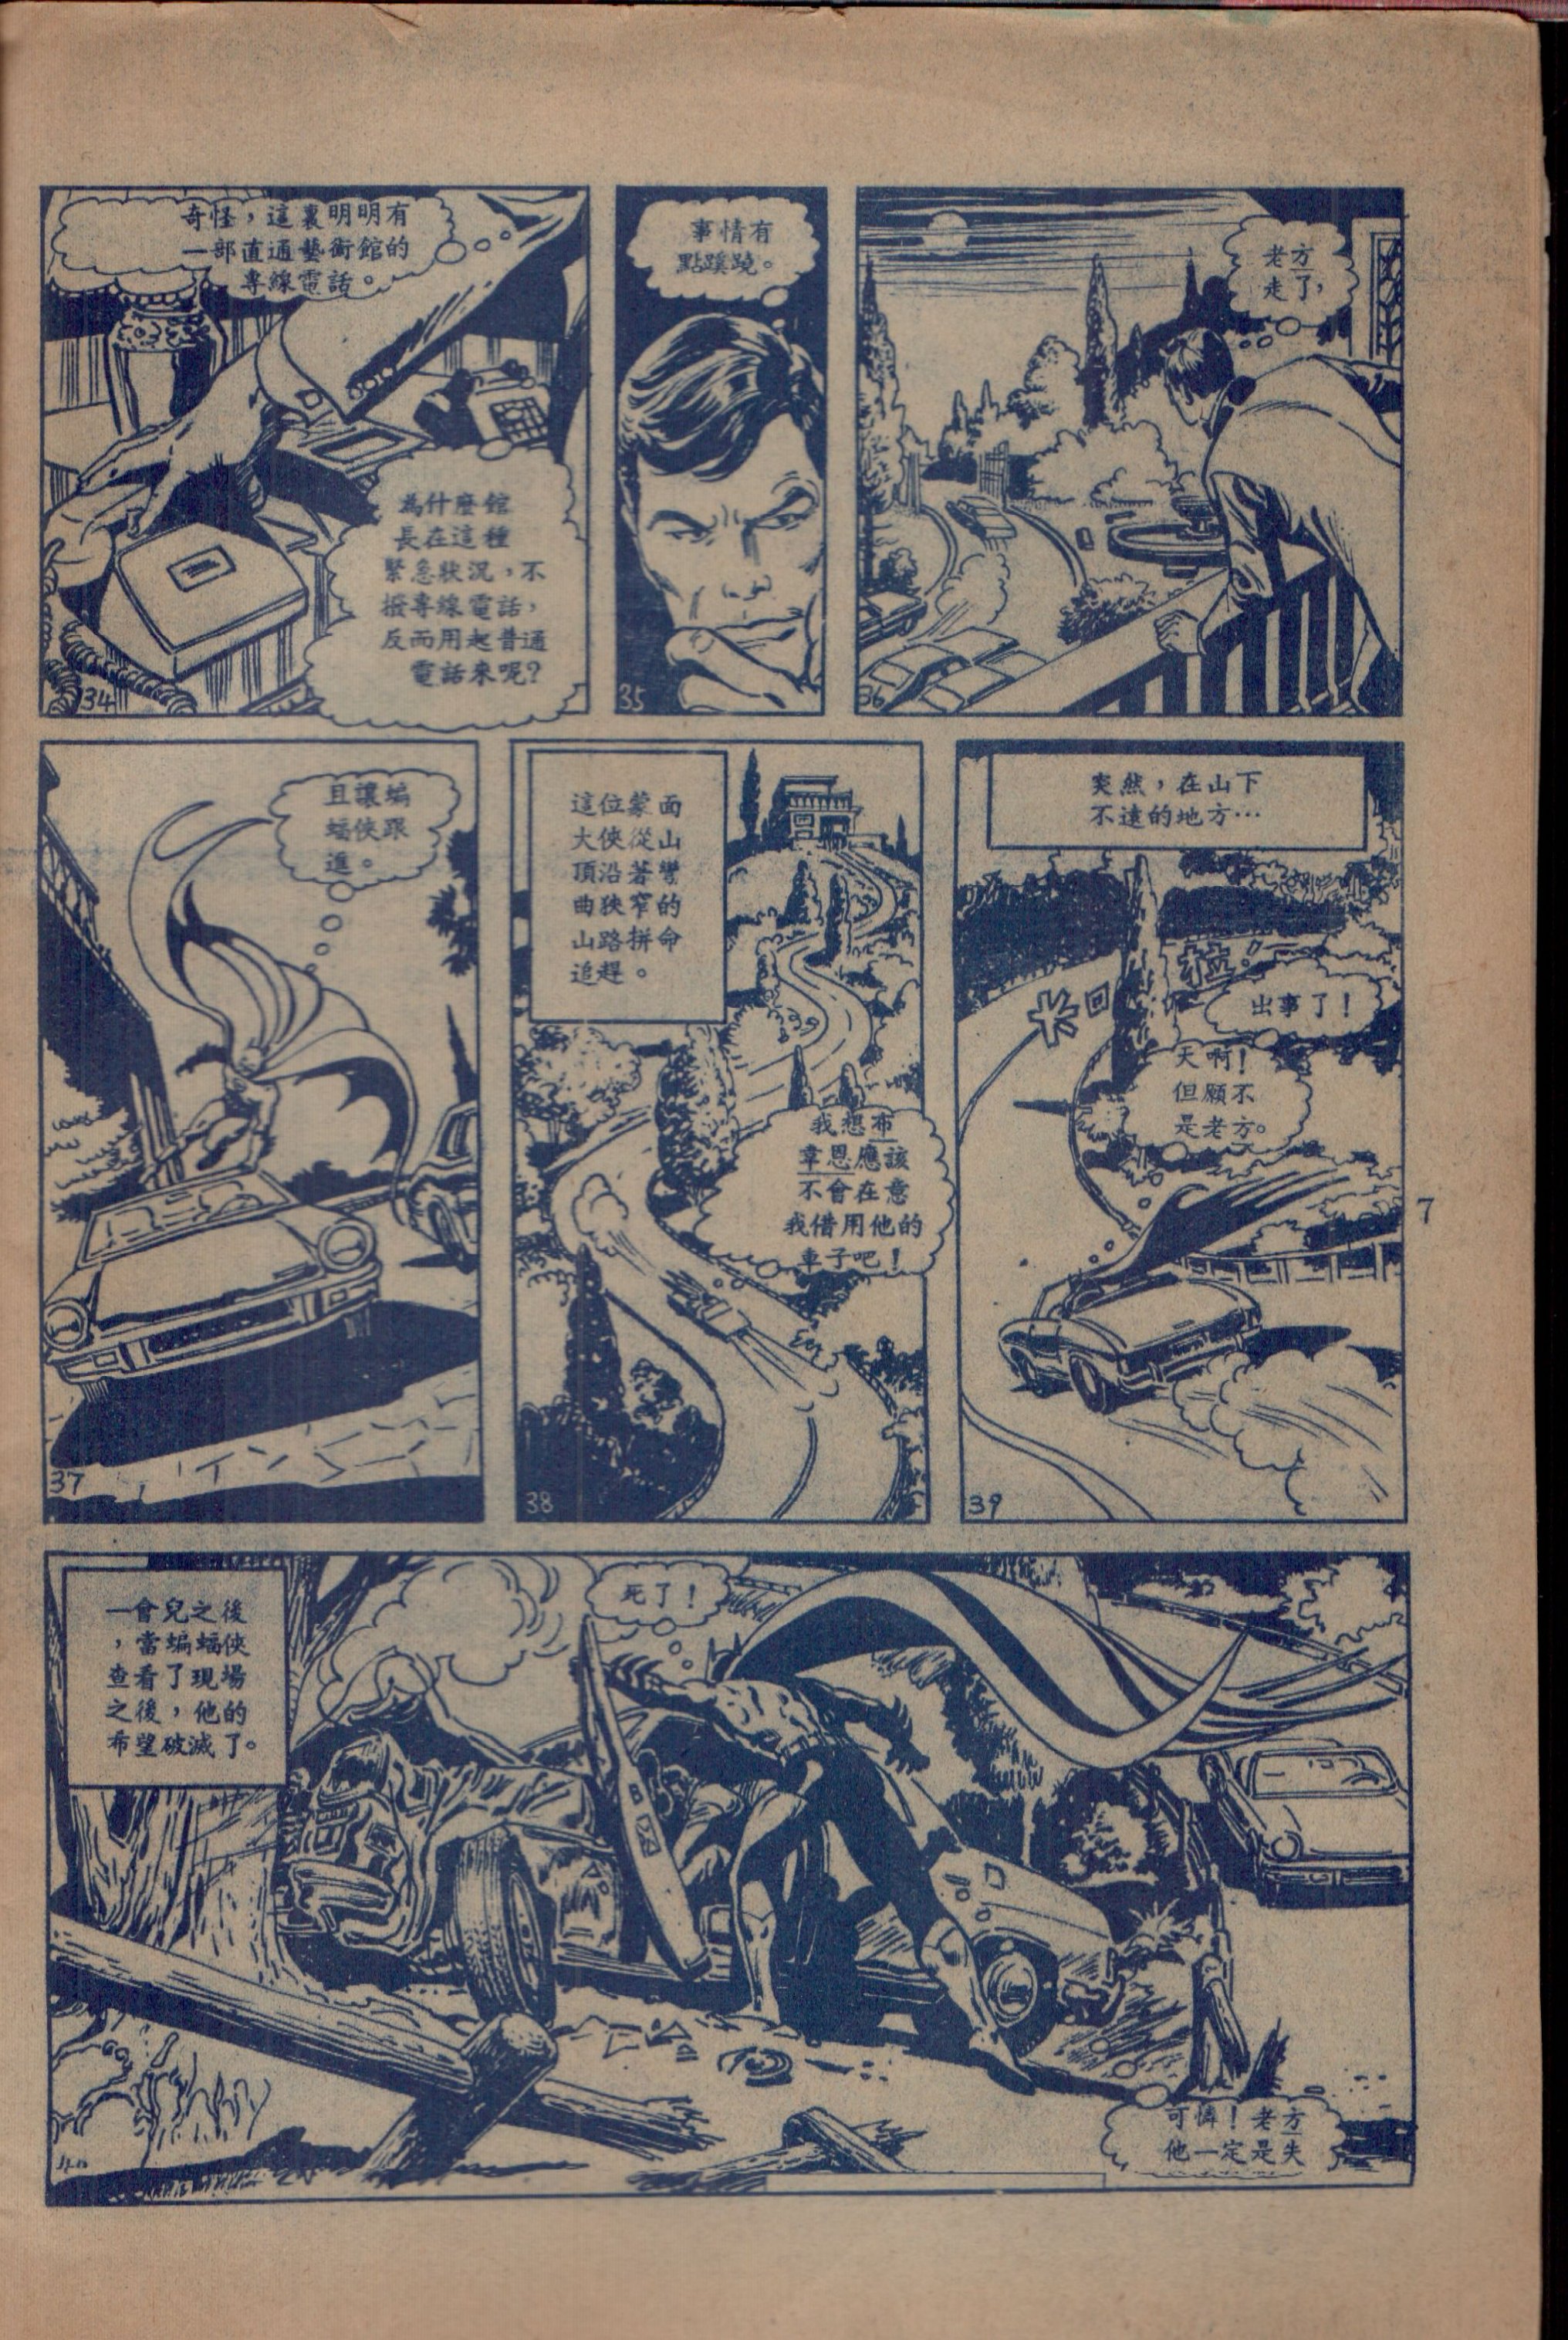 奇怪，這裏明明有
一部直通藝術館的
專線電話。
為什麼館
長在這種
緊急狀況，不
撥專線電話，
反而用起普通
電話來呢？
34
事情有
點蹊蹺。
35
老方
走了，
36
且讓蝙
蝠俠跟
進。
37
這位蒙面
大俠從山
頂沿著彎
曲狹窄的
山路拼命
追趕。
我想布
韋恩應該
不會在意
我借用他的
車子吧！
38
突然，在山下
不遠的地方…
卡
拉！
出事了！
天啊！
但願不
是老方。
39
7
一會兒之後
，當蝙蝠俠
查看了現場
之後，他的
希望破滅了。
死了！
可憐！老方
他一定是失